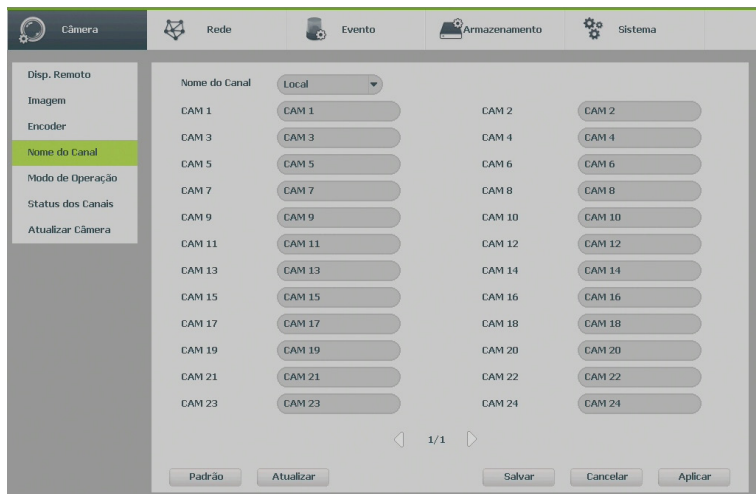 Câmera Rede Evento Armazenamento Sistema
Disp. Remoto
Imagem
Encoder
Nome do Canal
Modo de Operação
Status dos Canais
Atualizar Câmera
Nome do Canal Local
CAM 1 CAM 1 CAM 2 CAM 2
CAM 3 CAM 3 CAM 4 CAM 4
CAM 5 CAM 5 CAM 6 CAM 6
CAM 7 CAM 7 CAM 8 CAM 8
CAM 9 CAM 9 CAM 10 CAM 10
CAM 11 CAM 11 CAM 12 CAM 12
CAM 13 CAM 13 CAM 14 CAM 14
CAM 15 CAM 15 CAM 16 CAM 16
CAM 17 CAM 17 CAM 18 CAM 18
CAM 19 CAM 19 CAM 20 CAM 20
CAM 21 CAM 21 CAM 22 CAM 22
CAM 23 CAM 23 CAM 24 CAM 24
1/1
Padrão Atualizar Salvar Cancelar Aplicar